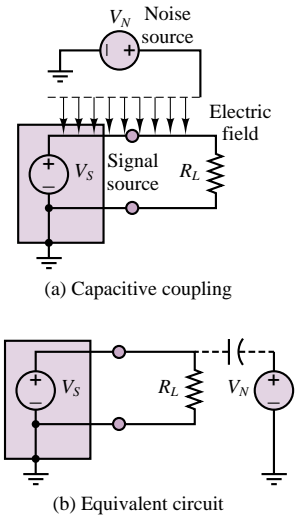 V_N Noise
source
| +
Electric
field
+
V_S
−
Signal
source
R_L
(a) Capacitive coupling
+
V_S
−
R_L
V_N
+
−
(b) Equivalent circuit